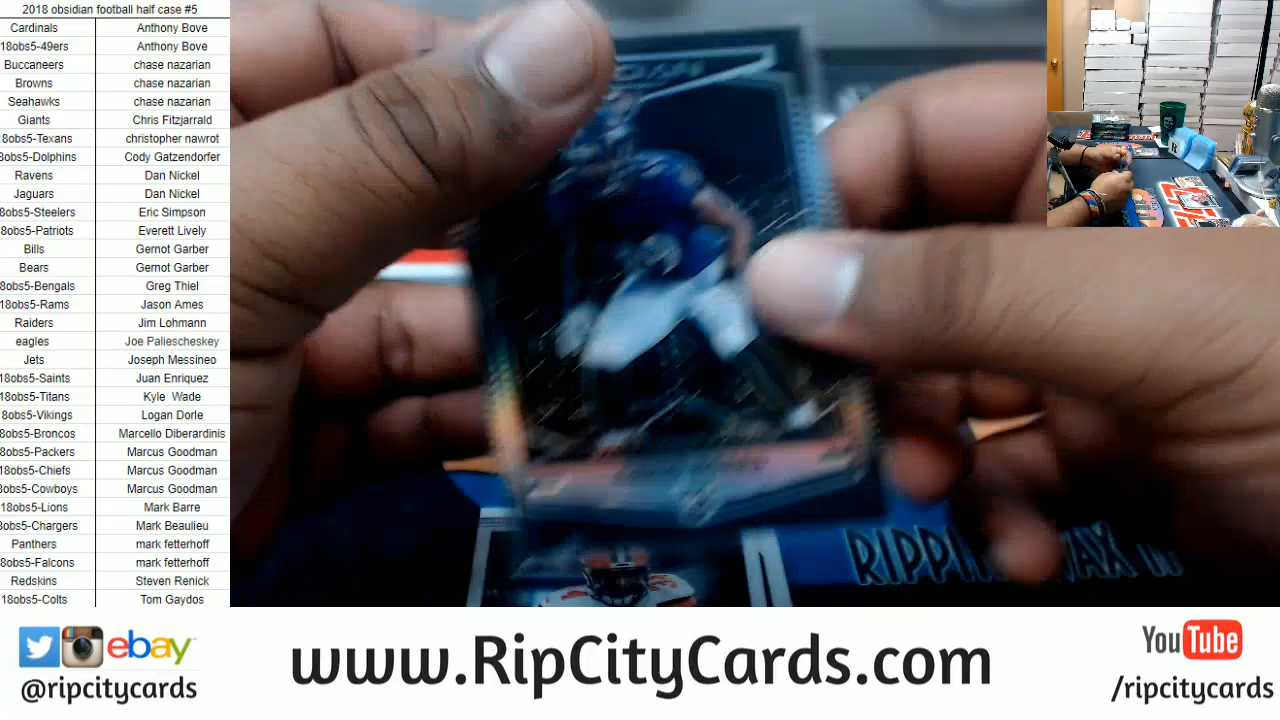 2018 obsidian football half case #5
Cardinals Anthony Bove
18obs5-49ers Anthony Bove
Buccaneers chase nazarian
Browns chase nazarian
Seahawks chase nazarian
Giants Chris Fitzjarrald
8obs5-Texans christopher nawrot
8obs5-Dolphins Cody Gatzendorfer
Ravens Dan Nickel
Jaguars Dan Nickel
8obs5-Steelers Eric Simpson
8obs5-Patriots Everett Lively
Bills Gernot Garber
Bears Gernot Garber
8obs5-Bengals Greg Thiel
18obs5-Rams Jason Ames
Raiders Jim Lohmann
eagles Joe Paliescheskey
Jets Joseph Messineo
18obs5-Saints Juan Enriquez
18obs5-Titans Kyle Wade
8obs5-Vikings Logan Dorle
8obs5-Broncos Marcello Diberardinis
8obs5-Packers Marcus Goodman
18obs5-Chiefs Marcus Goodman
8obs5-Cowboys Marcus Goodman
18obs5-Lions Mark Barre
8obs5-Chargers Mark Beaulieu
Panthers mark fetterhoff
8obs5-Falcons mark fetterhoff
Redskins Steven Renick
18obs5-Colts Tom Gaydos
ebay
@ripcitycards
www.RipCityCards.com
YouTube
/ripcitycards